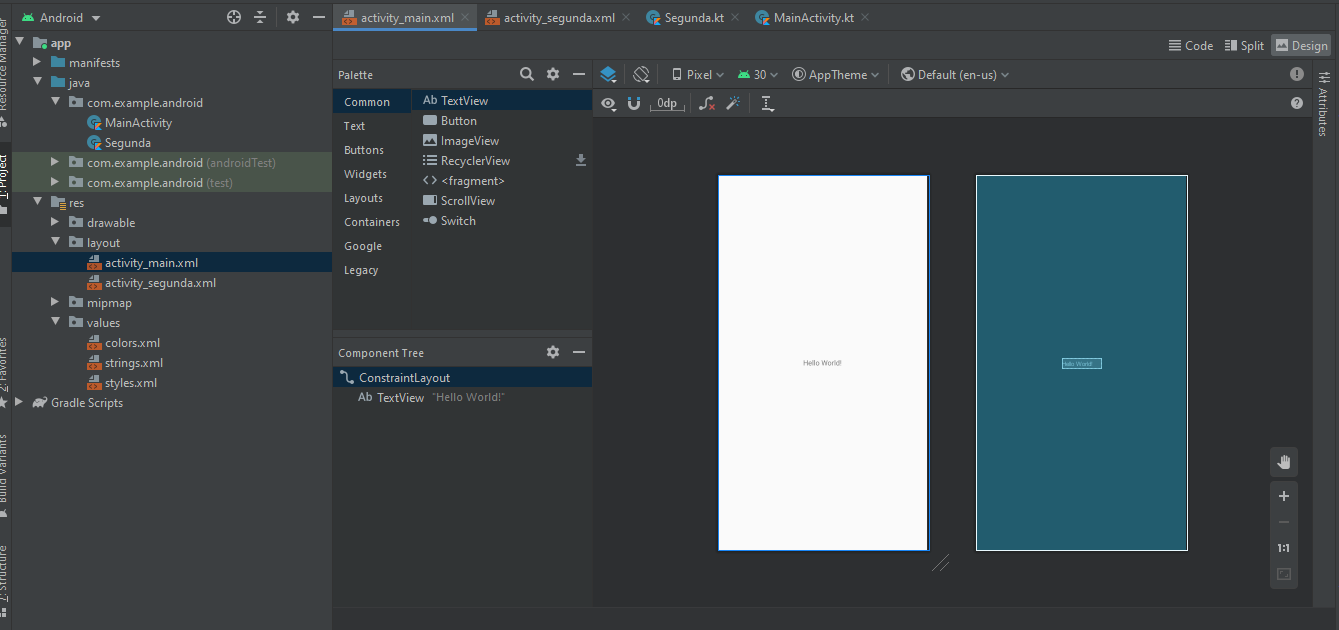 Android
activity_main.xml
activity_segunda.xml
Segunda.kt
MainActivity.kt
Resource Manager
1: Project
2: Favorites
Build Variants
7: Structure
app
manifests
java
com.example.android
MainActivity
Segunda
com.example.android (androidTest)
com.example.android (test)
res
drawable
layout
activity_main.xml
activity_segunda.xml
mipmap
values
colors.xml
strings.xml
styles.xml
Gradle Scripts
Code
Split
Design
Palette
Common
Text
Buttons
Widgets
Layouts
Containers
Google
Legacy
Ab TextView
Button
ImageView
RecyclerView
<fragment>
ScrollView
Switch
Component Tree
ConstraintLayout
Ab TextView "Hello World!"
Pixel
30
AppTheme
Default (en-us)
0dp
Hello World!
Hello World!
1:1
Attributes